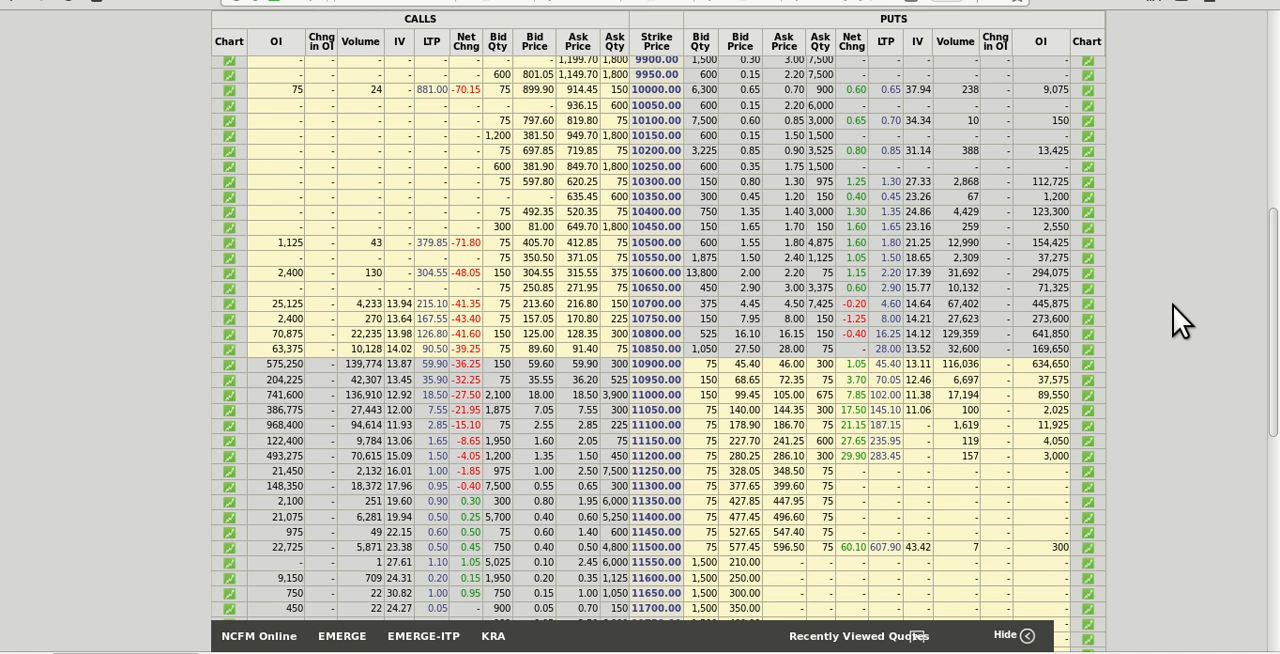 CALLS PUTS
Chart OI Chng in OI Volume IV LTP Net Chng Bid Qty Bid Price Ask Price Ask Qty Strike Price Bid Qty Bid Price Ask Price Ask Qty Net Chng LTP IV Volume Chng in OI OI Chart
- - - - - - - - 1,199.70 1,800 9900.00 1,500 0.30 3.00 7,500 - - - - - -
- - - - - - 600 801.05 1,149.70 1,800 9950.00 600 0.15 2.20 7,500 - - - - - -
75 - 24 - 881.00 -70.15 75 899.90 914.45 150 10000.00 6,300 0.65 0.70 900 0.60 0.65 37.94 238 - 9,075
- - - - - - - - 936.15 600 10050.00 600 0.15 2.20 6,000 - - - - - -
- - - - - - 75 797.60 819.80 75 10100.00 7,500 0.60 0.85 3,000 0.65 0.70 34.34 10 - 150
- - - - - - 1,200 381.50 949.70 1,800 10150.00 600 0.15 1.50 1,500 - - - - - -
- - - - - - 75 697.85 719.85 75 10200.00 3,225 0.85 0.90 3,525 0.80 0.85 31.14 388 - 13,425
- - - - - - 600 381.90 849.70 1,800 10250.00 600 0.35 1.75 1,500 - - - - - -
- - - - - - 75 597.80 620.25 75 10300.00 150 0.80 1.30 975 1.25 1.30 27.33 2,868 - 112,725
- - - - - - - - 635.45 600 10350.00 300 0.45 1.20 150 0.40 0.45 23.26 67 - 1,200
- - - - - - 75 492.35 520.35 75 10400.00 750 1.35 1.40 3,000 1.30 1.35 24.86 4,429 - 123,300
- - - - - - 300 81.00 649.70 1,800 10450.00 150 1.65 1.70 150 1.60 1.65 23.16 259 - 2,550
1,125 - 43 - 379.85 -71.80 75 405.70 412.85 75 10500.00 600 1.55 1.80 4,875 1.60 1.80 21.25 12,990 - 154,425
- - - - - - 75 350.50 371.05 75 10550.00 1,875 1.50 2.40 1,125 1.05 1.50 18.65 2,309 - 37,275
2,400 - 130 - 304.55 -48.05 150 304.55 315.55 375 10600.00 13,800 2.00 2.20 75 1.15 2.20 17.39 31,692 - 294,075
- - - - - - 75 250.85 271.95 75 10650.00 450 2.90 3.00 3,375 0.60 2.90 15.77 10,132 - 71,325
25,125 - 4,233 13.94 215.10 -41.35 75 213.60 216.80 150 10700.00 375 4.45 4.50 7,425 -0.20 4.60 14.64 67,402 - 445,875
2,400 - 270 13.64 167.55 -43.40 75 157.05 170.80 225 10750.00 150 7.95 8.00 150 -1.25 8.00 14.21 27,623 - 273,600
70,875 - 22,235 13.98 126.80 -41.60 150 125.00 128.35 300 10800.00 525 16.10 16.15 150 -0.40 16.25 14.12 129,359 - 641,850
63,375 - 10,128 14.02 90.50 -39.25 75 89.60 91.40 75 10850.00 1,050 27.50 28.00 75 - 28.00 13.52 32,600 - 169,650
575,250 - 139,774 13.87 59.90 -36.25 150 59.60 59.90 300 10900.00 75 45.40 46.00 300 1.05 45.40 13.11 116,036 - 634,650
204,225 - 42,307 13.45 35.90 -32.25 75 35.55 36.20 525 10950.00 150 68.65 72.35 75 3.70 70.05 12.46 6,697 - 37,575
741,600 - 136,910 12.92 18.50 -27.50 2,100 18.00 18.50 3,900 11000.00 75 99.45 105.00 675 7.85 102.00 11.38 17,194 - 89,550
386,775 - 27,443 12.00 7.55 -21.95 1,875 7.05 7.55 300 11050.00 75 140.00 144.35 300 17.50 145.10 11.06 100 - 2,025
968,400 - 94,614 11.93 2.85 -15.10 75 2.55 2.85 225 11100.00 75 178.90 186.70 75 21.15 187.15 - 1,619 - 11,925
122,400 - 9,784 13.06 1.65 -8.65 1,950 1.60 2.05 75 11150.00 75 227.70 241.25 600 27.65 235.95 - 119 - 4,050
493,275 - 70,615 15.09 1.50 -4.05 1,200 1.35 1.50 450 11200.00 75 280.25 286.10 300 29.90 283.45 - 157 - 3,000
21,450 - 2,132 16.01 1.00 -1.85 975 1.00 2.50 7,500 11250.00 75 328.05 348.50 75 - - - - - -
148,350 - 18,372 17.96 0.95 -0.40 7,500 0.55 0.65 300 11300.00 75 377.65 399.60 75 - - - - - -
2,100 - 251 19.60 0.90 0.30 300 0.80 1.95 6,000 11350.00 75 427.85 447.95 75 - - - - - -
21,075 - 6,281 19.94 0.50 0.25 5,700 0.40 0.60 5,250 11400.00 75 477.45 496.60 75 - - - - - -
975 - 49 22.15 0.60 0.50 75 0.60 1.40 600 11450.00 75 527.65 547.40 75 - - - - - -
22,725 - 5,871 23.38 0.50 0.45 750 0.40 0.50 4,800 11500.00 75 577.45 596.50 75 60.10 607.90 43.42 7 - 300
- - 1 27.61 1.10 1.05 5,025 0.10 2.45 6,000 11550.00 1,500 210.00 - - - - - - - -
9,150 - 709 24.31 0.20 0.15 1,950 0.20 0.35 1,125 11600.00 1,500 250.00 - - - - - - - -
750 - 22 30.82 1.00 0.95 750 0.15 1.00 1,050 11650.00 1,500 300.00 - - - - - - - -
450 - 22 24.27 0.05 - 900 0.05 0.70 150 11700.00 1,500 350.00 - - - - - - - -
NCFM Online EMERGE EMERGE-ITP KRA Recently Viewed Quotes Hide